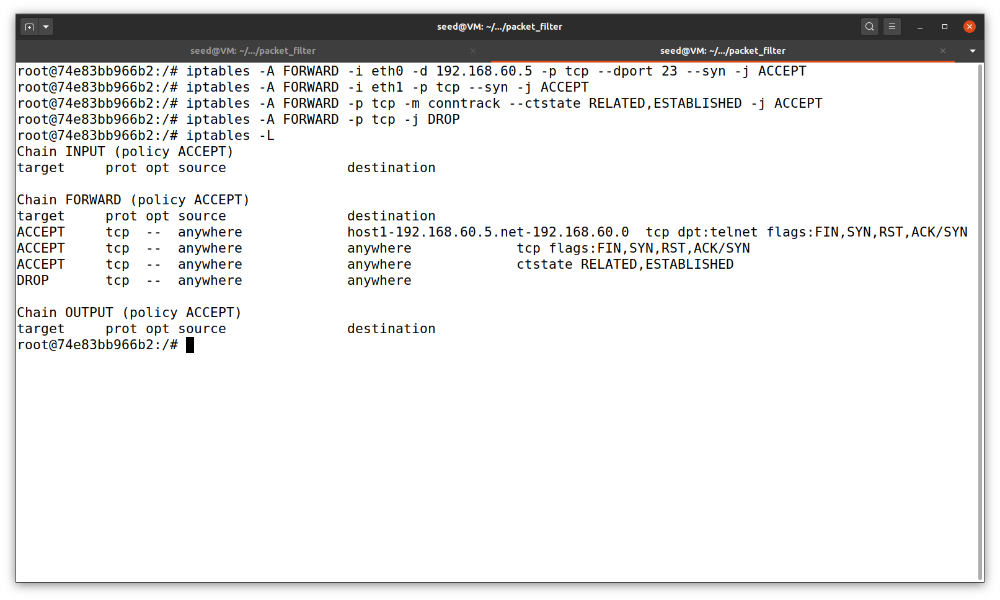 seed@VM: ~/.../packet_filter
seed@VM: ~/.../packet_filter seed@VM: ~/.../packet_filter
root@74e83bb966b2:/# iptables -A FORWARD -i eth0 -d 192.168.60.5 -p tcp --dport 23 --syn -j ACCEPT
root@74e83bb966b2:/# iptables -A FORWARD -i eth1 -p tcp --syn -j ACCEPT
root@74e83bb966b2:/# iptables -A FORWARD -p tcp -m conntrack --ctstate RELATED,ESTABLISHED -j ACCEPT
root@74e83bb966b2:/# iptables -A FORWARD -p tcp -j DROP
root@74e83bb966b2:/# iptables -L
Chain INPUT (policy ACCEPT)
target     prot opt source               destination
Chain FORWARD (policy ACCEPT)
target     prot opt source               destination
ACCEPT     tcp  --  anywhere             host1-192.168.60.5.net-192.168.60.0  tcp dpt:telnet flags:FIN,SYN,RST,ACK/SYN
ACCEPT     tcp  --  anywhere             anywhere             tcp flags:FIN,SYN,RST,ACK/SYN
ACCEPT     tcp  --  anywhere             anywhere             ctstate RELATED,ESTABLISHED
DROP       tcp  --  anywhere             anywhere
Chain OUTPUT (policy ACCEPT)
target     prot opt source               destination
root@74e83bb966b2:/#